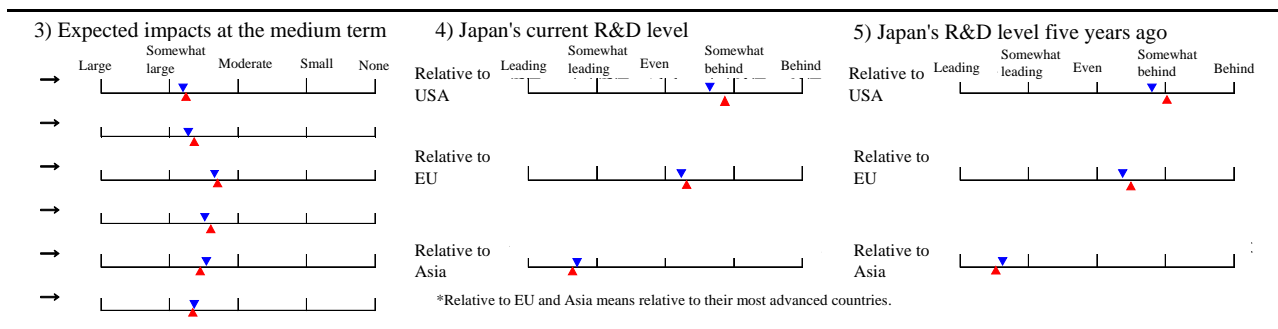 3) Expected impacts at the medium term
Large
Somewhat
large
Moderate
Small
None
→
→
→
→
→
→
4) Japan's current R&D level
Leading
Somewhat
leading
Even
Somewhat
behind
Behind
Relative to
USA
Relative to
EU
Relative to
Asia
*Relative to EU and Asia means relative to their most advanced countries.
5) Japan's R&D level five years ago
Leading
Somewhat
leading
Even
Somewhat
behind
Behind
Relative to
USA
Relative to
EU
Relative to
Asia